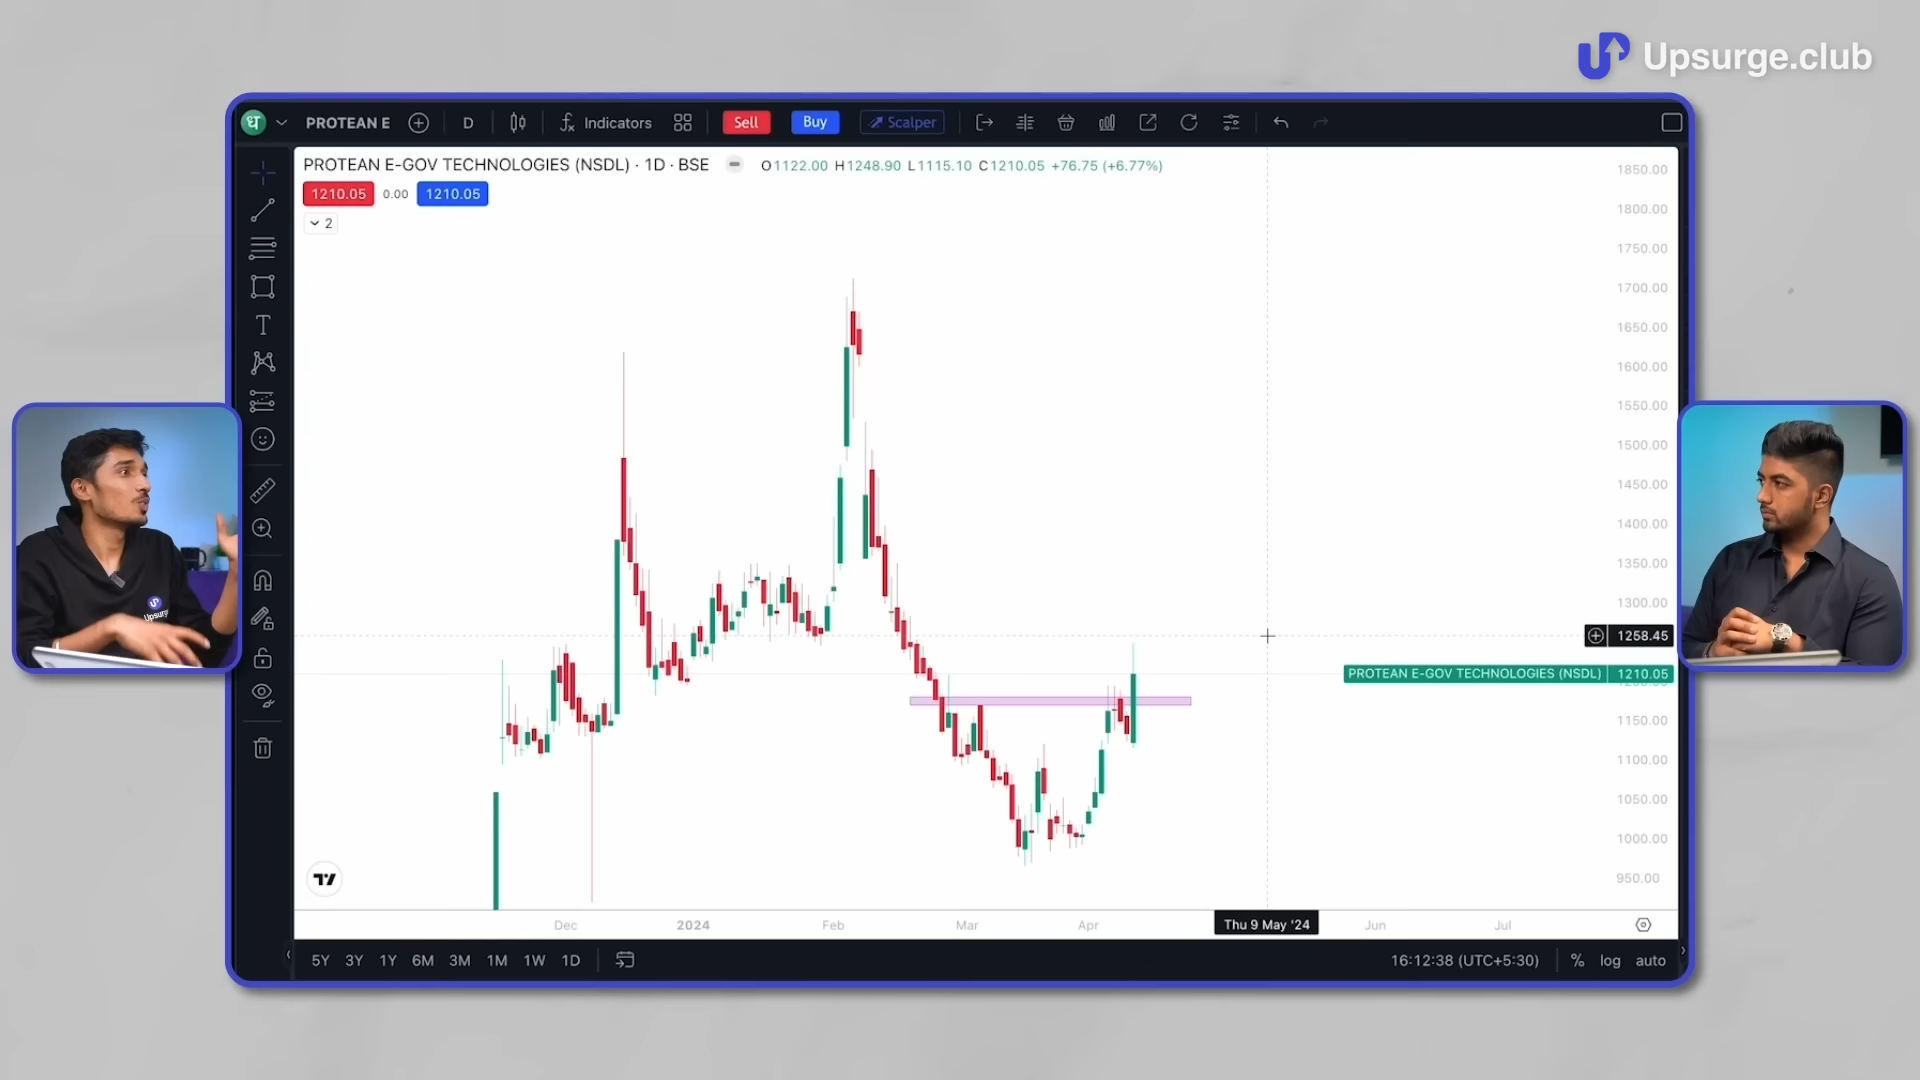 Upsurge.club
ध PROTEAN E D Indicators Sell Buy Scalper
PROTEAN E-GOV TECHNOLOGIES (NSDL) · 1D · BSE O1122.00 H1248.90 L1115.10 C1210.05 +76.75 (+6.77%)
1210.05 0.00 1210.05
2
1850.00
1800.00
1750.00
1700.00
1650.00
1600.00
1550.00
1500.00
1450.00
1400.00
1350.00
1300.00
1258.45
PROTEAN E-GOV TECHNOLOGIES (NSDL) 1210.05
1150.00
1100.00
1050.00
1000.00
950.00
Upsurge
Dec 2024 Feb Mar Apr Thu 9 May '24 Jun Jul
5Y 3Y 1Y 6M 3M 1M 1W 1D 16:12:38 (UTC+5:30) % log auto